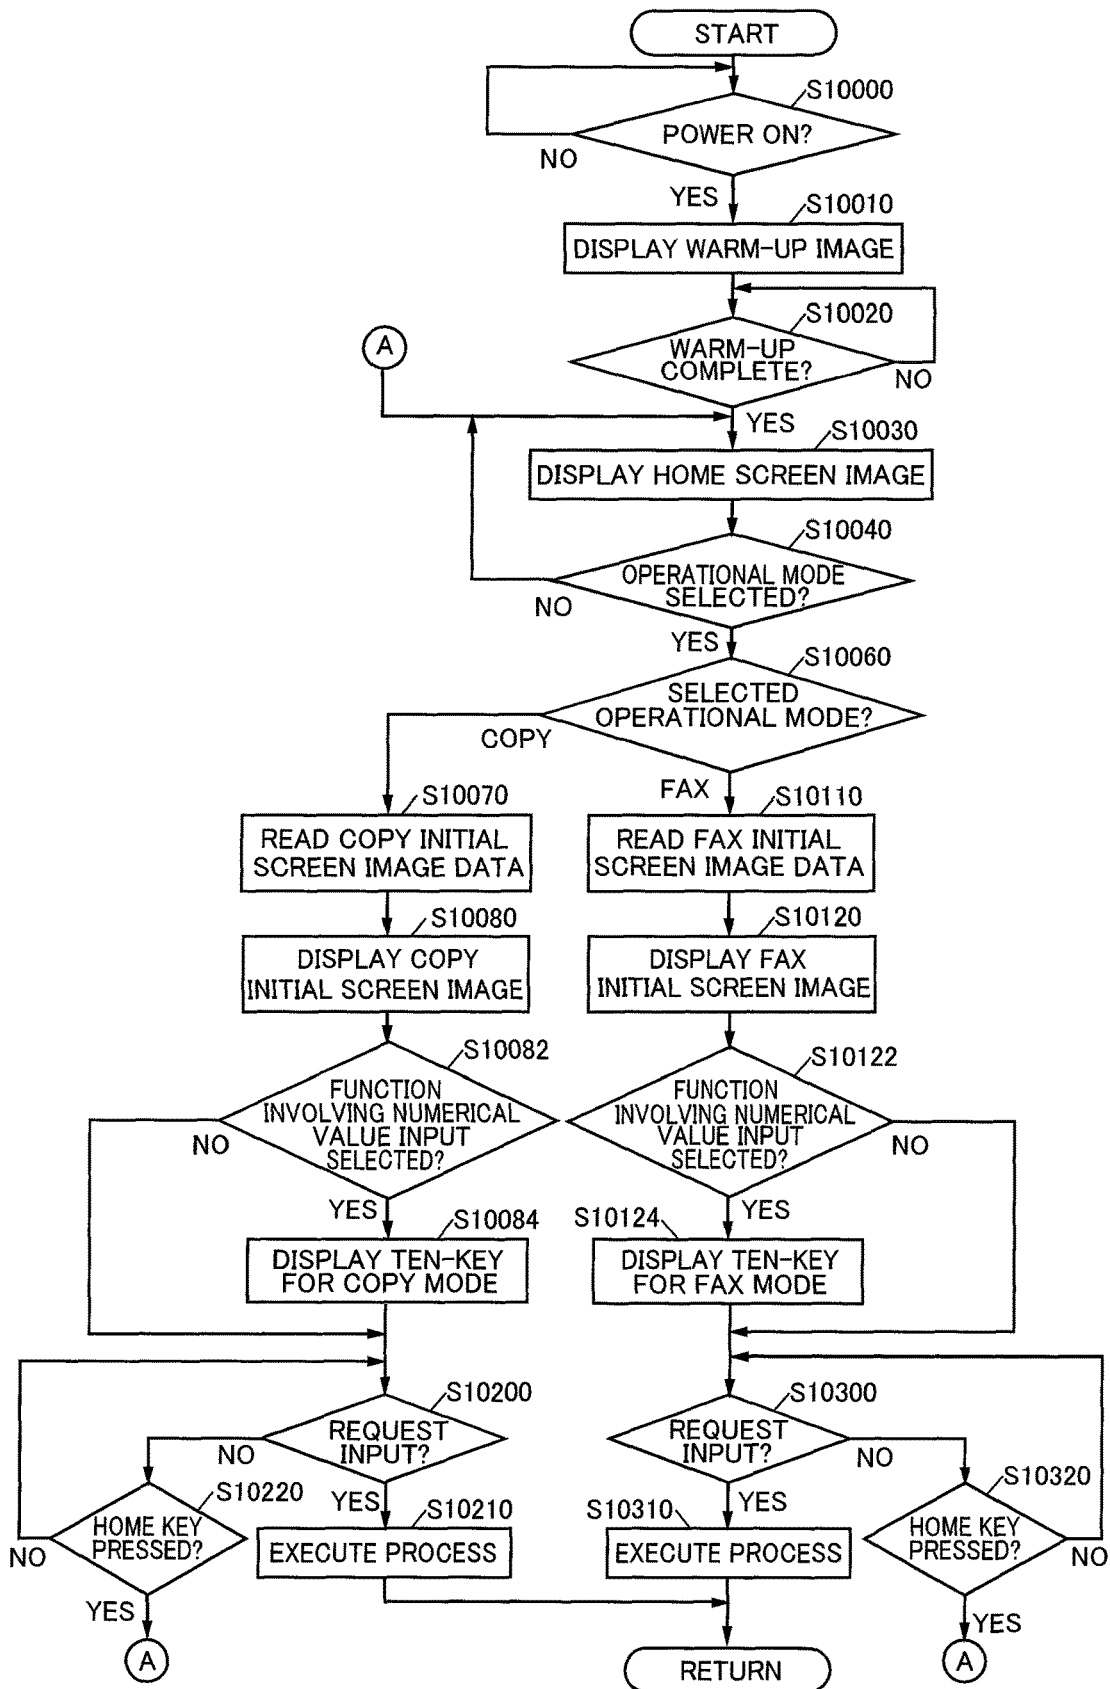 START
S10000
POWER ON?
NO
YES
S10010
DISPLAY WARM-UP IMAGE
S10020
A
WARM-UP
COMPLETE?
NO
YES
S10030
DISPLAY HOME SCREEN IMAGE
S10040
OPERATIONAL MODE
SELECTED?
NO
YES
S10060
SELECTED
OPERATIONAL MODE?
COPY
FAX
S10070
READ COPY INITIAL
SCREEN IMAGE DATA
S10110
READ FAX INITIAL
SCREEN IMAGE DATA
S10080
DISPLAY COPY
INITIAL SCREEN IMAGE
S10120
DISPLAY FAX
INITIAL SCREEN IMAGE
S10082
FUNCTION
INVOLVING NUMERICAL
VALUE INPUT
SELECTED?
NO
YES
S10122
FUNCTION
INVOLVING NUMERICAL
VALUE INPUT
SELECTED?
NO
YES
S10084
DISPLAY TEN-KEY
FOR COPY MODE
S10124
DISPLAY TEN-KEY
FOR FAX MODE
S10200
REQUEST
INPUT?
NO
YES
S10300
REQUEST
INPUT?
NO
YES
S10220
HOME KEY
PRESSED?
NO
YES
A
S10210
EXECUTE PROCESS
S10310
EXECUTE PROCESS
S10320
HOME KEY
PRESSED?
NO
YES
A
RETURN